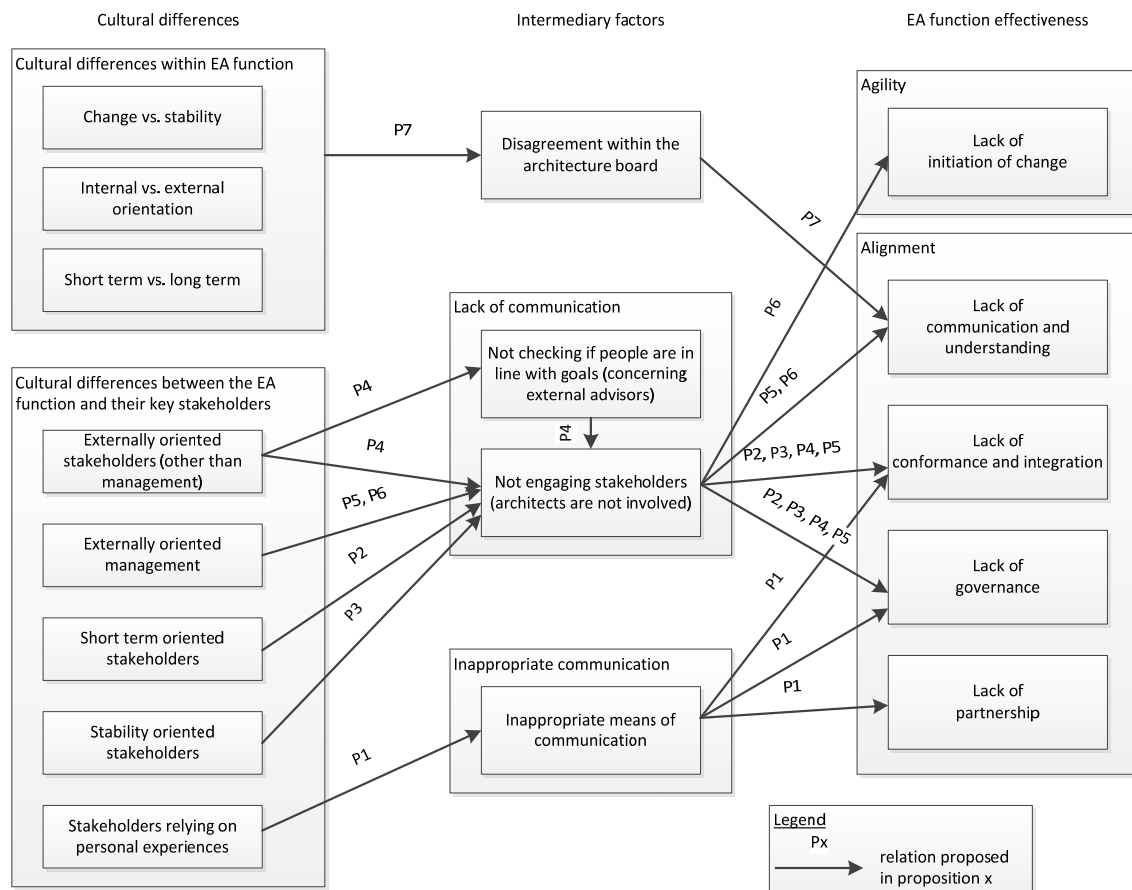 Cultural differences
Intermediary factors
EA function effectiveness
Cultural differences within EA function
Change vs. stability
Internal vs. external
orientation
Short term vs. long term
P7
Disagreement within the
architecture board
P7
Agility
Lack of
initiation of change
Alignment
Lack of
communication and
understanding
Lack of
conformance and integration
Lack of
governance
Lack of
partnership
Cultural differences between the EA
function and their key stakeholders
Externally oriented
stakeholders (other than
management)
Externally oriented
management
Short term oriented
stakeholders
Stability oriented
stakeholders
Stakeholders relying on
personal experiences
P4
P4
P5, P6
P2
P3
P1
Lack of communication
Not checking if people are in
line with goals (concerning
external advisors)
P4
Not engaging stakeholders
(architects are not involved)
Inappropriate communication
Inappropriate means of
communication
P6
P5, P6
P2, P3, P4, P5
P2, P3, P4, P5
P1
P1
P1
Legend
Px
relation proposed
in proposition x